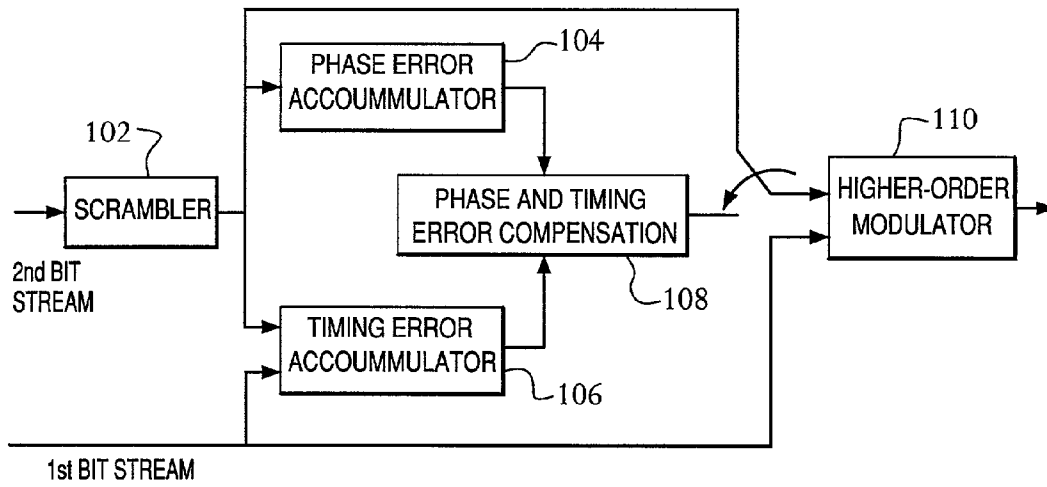 104
PHASE ERROR
ACCOUMMULATOR
102
110
SCRAMBLER
HIGHER-ORDER
MODULATOR
PHASE AND TIMING
ERROR COMPENSATION
2nd BIT
STREAM
108
TIMING ERROR
ACCOUMMULATOR
106
1st BIT STREAM